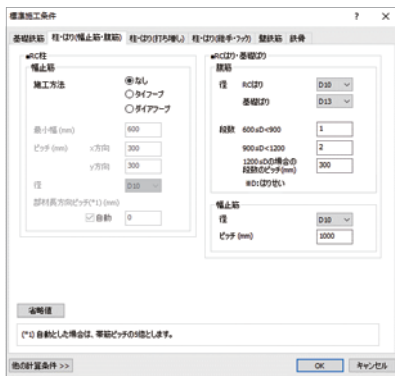 標準施工条件
? ×
基礎鉄筋 柱・はり(幅止筋・腹筋) 柱・はり(打ち増し) 柱・はり(継手・フック) 壁鉄筋 鉄骨
■RC柱
幅止筋
施工方法 なし
タイフープ
ダイアフープ
最小幅 (mm) 600
ピッチ (mm) x方向 300
y方向 300
径 D10
部材長方向ピッチ(*1) (mm)
自動 0
■RCはり・基礎ばり
腹筋
径 RCはり D10
基礎ばり D13
段数 600≦D<900 1
900≦D<1200 2
1200≦Dの場合の
段数のピッチ(mm) 300
※D:はりせい
幅止筋
径 D10
ピッチ (mm) 1000
省略値
(*1) 自動とした場合は、帯筋ピッチの5倍とします。
他の計算条件 >> OK キャンセル